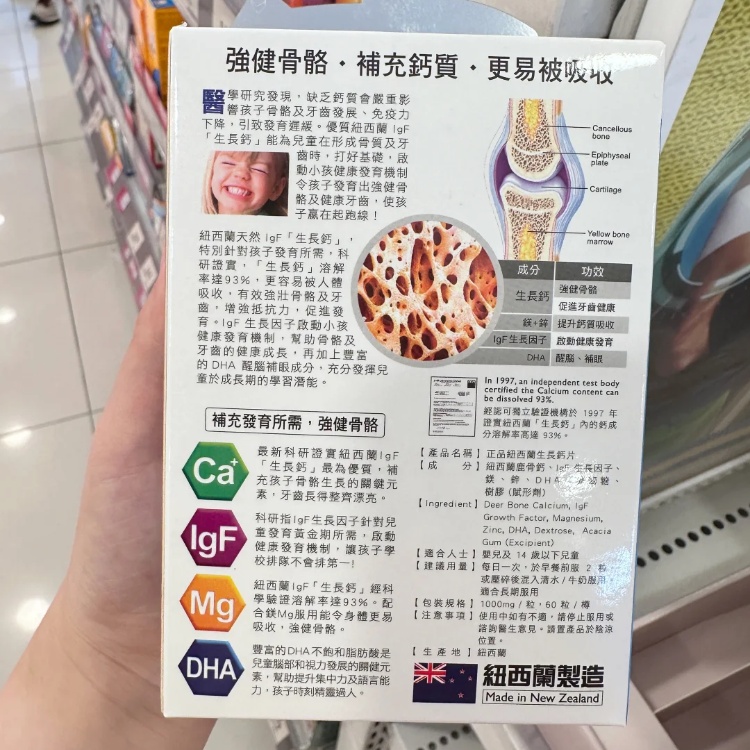 強健骨骼・補充鈣質・更易被吸收
醫學研究發現，缺乏鈣質會嚴重影
響孩子骨骼及牙齒發展、免疫力
下降，引致發育遲緩。優質紐西蘭 IgF
「生長鈣」能為兒童在形成骨質及牙
齒時，打好基礎，啟
動小孩健康發育機制
令孩子發育出強健骨
骼及健康牙齒，使孩
子贏在起跑線！
Cancellous
bone
Epiphyseal
plate
Cartilage
Yellow bone
marrow
紐西蘭天然 IgF「生長鈣」，
特別針對孩子發育所需，科
研證實，「生長鈣」溶解
率達93%，更容易被人體
吸收，有效強壯骨骼及牙
齒，增強抵抗力，促進發
育。IgF 生長因子啟動小孩
健康發育機制，幫助骨骼及
牙齒的健康成長，再加上豐富
的 DHA 醒腦補眼成分，充分發揮兒
童於成長期的學習潛能。
成分 功效
生長鈣 強健骨骼
促進牙齒健康
鎂+鋅 提升鈣質吸收
IgF生長因子 啟動健康發育
DHA 醒腦、補眼
In 1997, an independent test body
certified the Calcium content can
be dissolved 93%.
經認可獨立驗證機構於 1997 年
證實紐西蘭「生長鈣」內的鈣成
分溶解率高達 93%。
補充發育所需，強健骨骼
Ca+
最新科研證實紐西蘭IgF
「生長鈣」最為優質，補
充孩子骨骼生長的關鍵元
素，牙齒長得整齊漂亮。
IgF
科研指IgF生長因子針對兒
童發育黃金期所需，啟動
健康發育機制，讓孩子學
校排隊不會排第一!
Mg
紐西蘭 IgF「生長鈣」經科
學驗證溶解率達93%。配
合鎂Mg服用能令身體更易
吸收，強健骨骼。
DHA
豐富的DHA不飽和脂肪酸是
兒童腦部和視力發展的關鍵元
素，幫助提升集中力及語言能
力，孩子時刻精靈過人。
【產品名稱】正品紐西蘭生長鈣片
【成 分】紐西蘭鹿骨鈣、IgF 生長因子、
鎂、鋅、DHA、糖、
樹膠 (賦形劑)
【Ingredient】Deer Bone Calcium, IgF
Growth Factor, Magnesium,
Zinc, DHA, Dextrose, Acacia
Gum (Excipient)
【適合人士】嬰兒及 14 歲以下兒童
【建議用量】每日一次，於早餐前服 2 粒
或壓碎後混入清水/牛奶服用
適合長期服用
【包裝規格】1000mg / 粒，60 粒 / 樽
【注意事項】使用中如有不適，請停止服用或
諮詢醫生意見。請置產品於陰涼
位置。
【生產地】紐西蘭
紐西蘭製造
Made in New Zealand